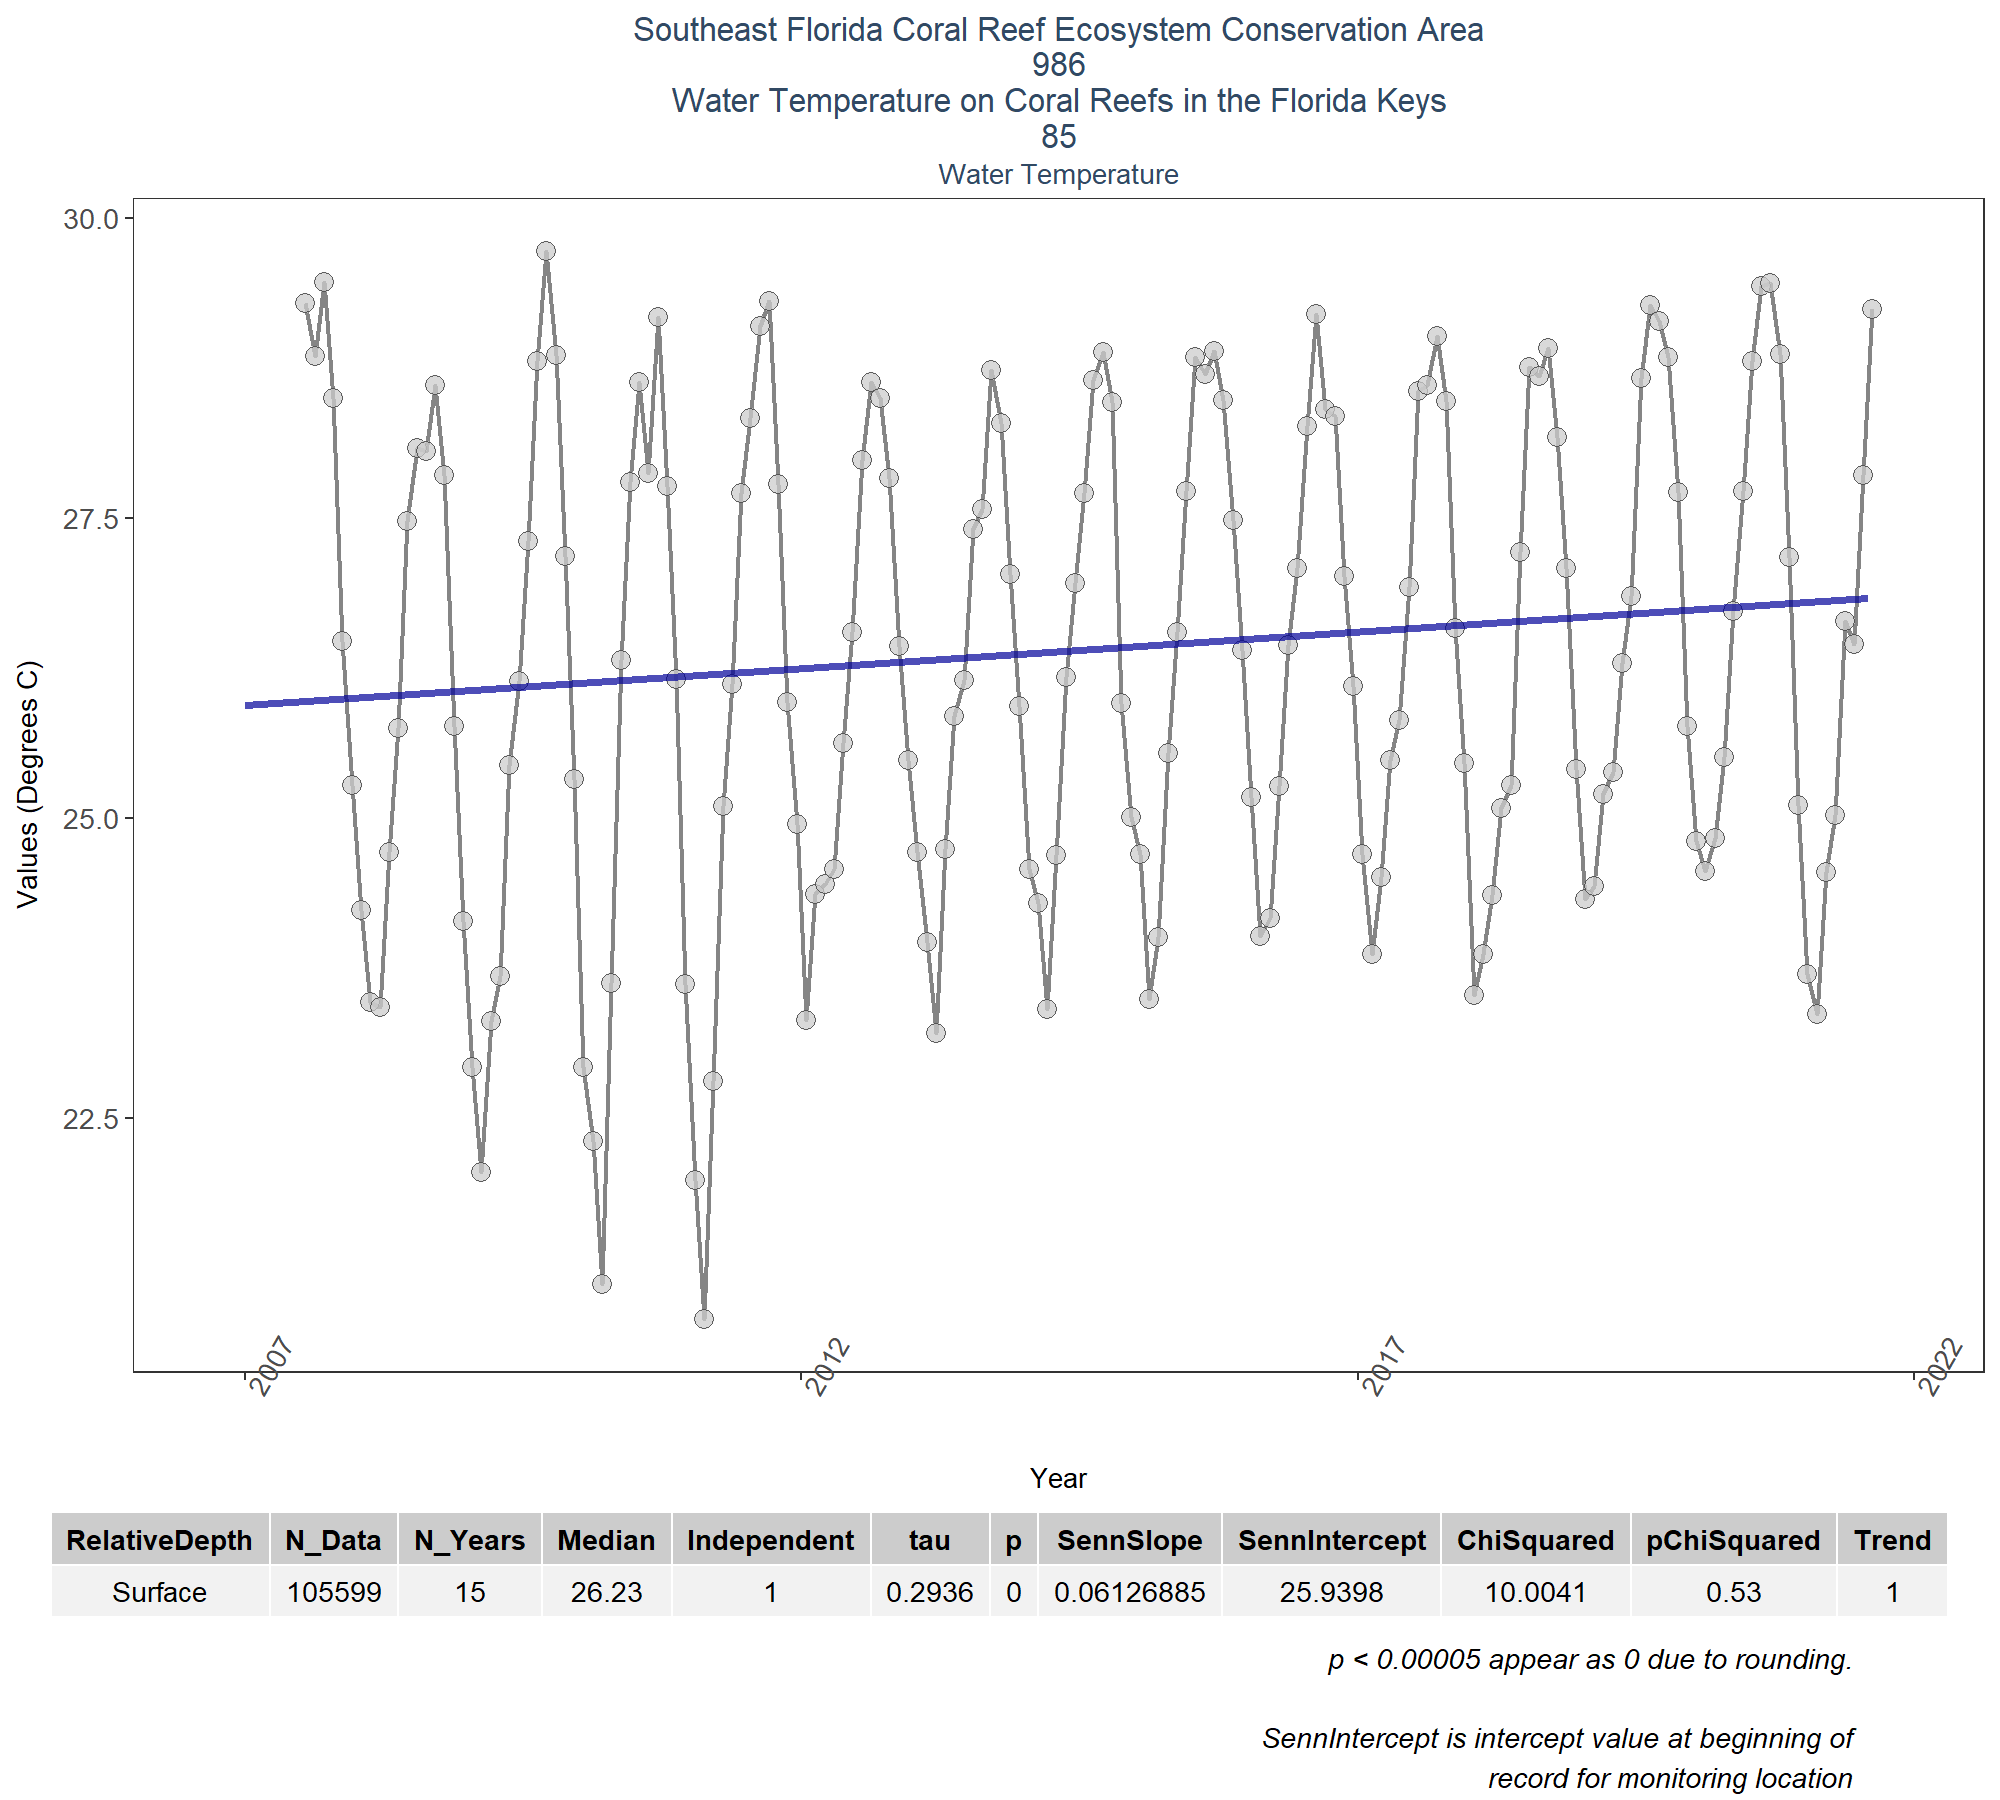 Southeast Florida Coral Reef Ecosystem Conservation Area
986
Water Temperature on Coral Reefs in the Florida Keys
85
Water Temperature
30.0
27.5
25.0
22.5
Values (Degrees C)
2007 2012 2017 2022
Year
RelativeDepth N_Data N_Years Median Independent tau p SennSlope SennIntercept ChiSquared pChiSquared Trend
Surface 105599 15 26.23 1 0.2936 0 0.06126885 25.9398 10.0041 0.53 1
p < 0.00005 appear as 0 due to rounding.
SennIntercept is intercept value at beginning of
record for monitoring location